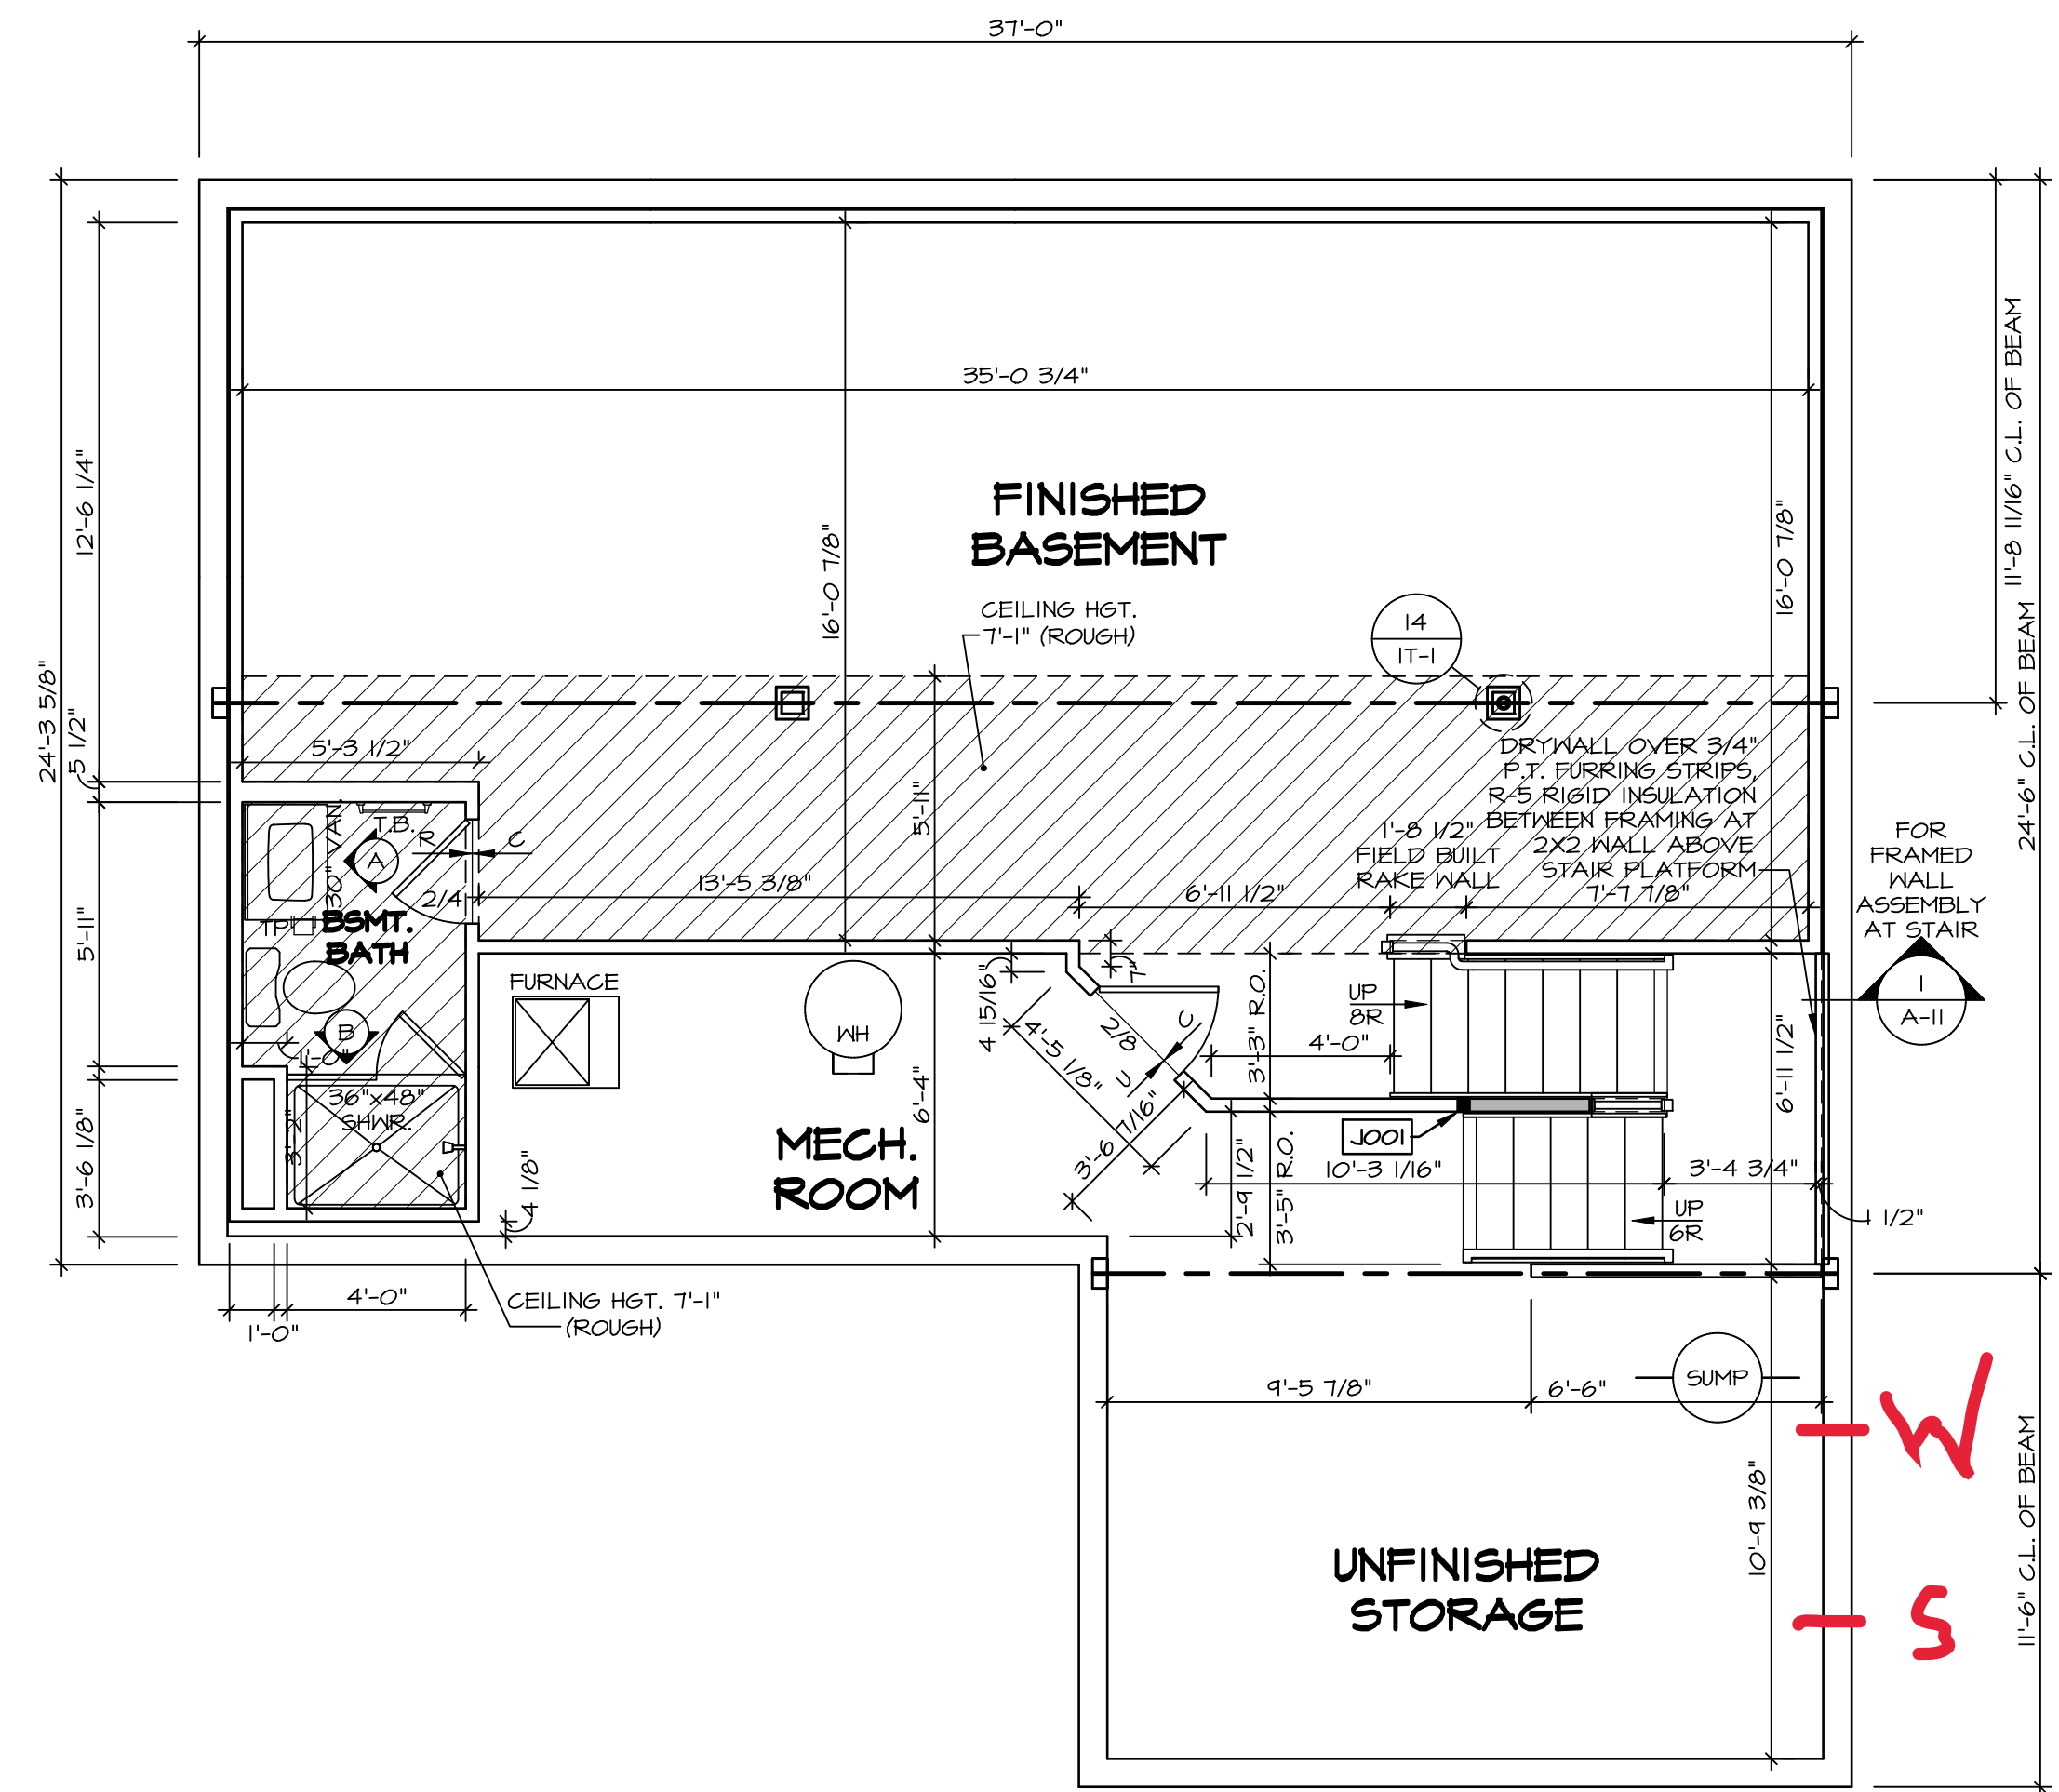 37'-0"
35'-0 3/4"
FINISHED
BASEMENT
CEILING HGT.
7'-1" (ROUGH)
16'-0 7/8"
16'-0 7/8"
14
1T-1
11'-8 11/16" C.L. OF BEAM
24'-6" C.L. OF BEAM
24'-3 5/8"
12'-6 1/4"
5 1/2"
5'-11"
3'-6 1/8"
5'-3 1/2"
5'-11"
DRYWALL OVER 3/4"
P.T. FURRING STRIPS,
R-5 RIGID INSULATION
BETWEEN FRAMING AT
2X2 WALL ABOVE
STAIR PLATFORM
1'-8 1/2"
FIELD BUILT
RAKE WALL
7'-7 7/8"
6'-11 1/2"
13'-5 3/8"
FOR
FRAMED
WALL
ASSEMBLY
AT STAIR
1
A-11
30" VAN.
T.B.
R
C
A
2/4
TP
BSMT.
BATH
B
1'-0"
36"x48"
SHWR.
3'-2"
FURNACE
WH
MECH.
ROOM
6'-4"
4 1/8"
4 15/16"
7"
2/8
C
U
4'-5 1/8"
3'-6 7/16"
3'-3" R.O.
4'-0"
UP
8R
J001
10'-3 1/16"
2'-9 1/2"
3'-5" R.O.
UP
6R
3'-4 3/4"
6'-11 1/2"
1 1/2"
4'-0"
1'-0"
CEILING HGT. 7'-1"
(ROUGH)
9'-5 7/8"
6'-6"
SUMP
W
10'-9 3/8"
11'-6" C.L. OF BEAM
UNFINISHED
STORAGE
S